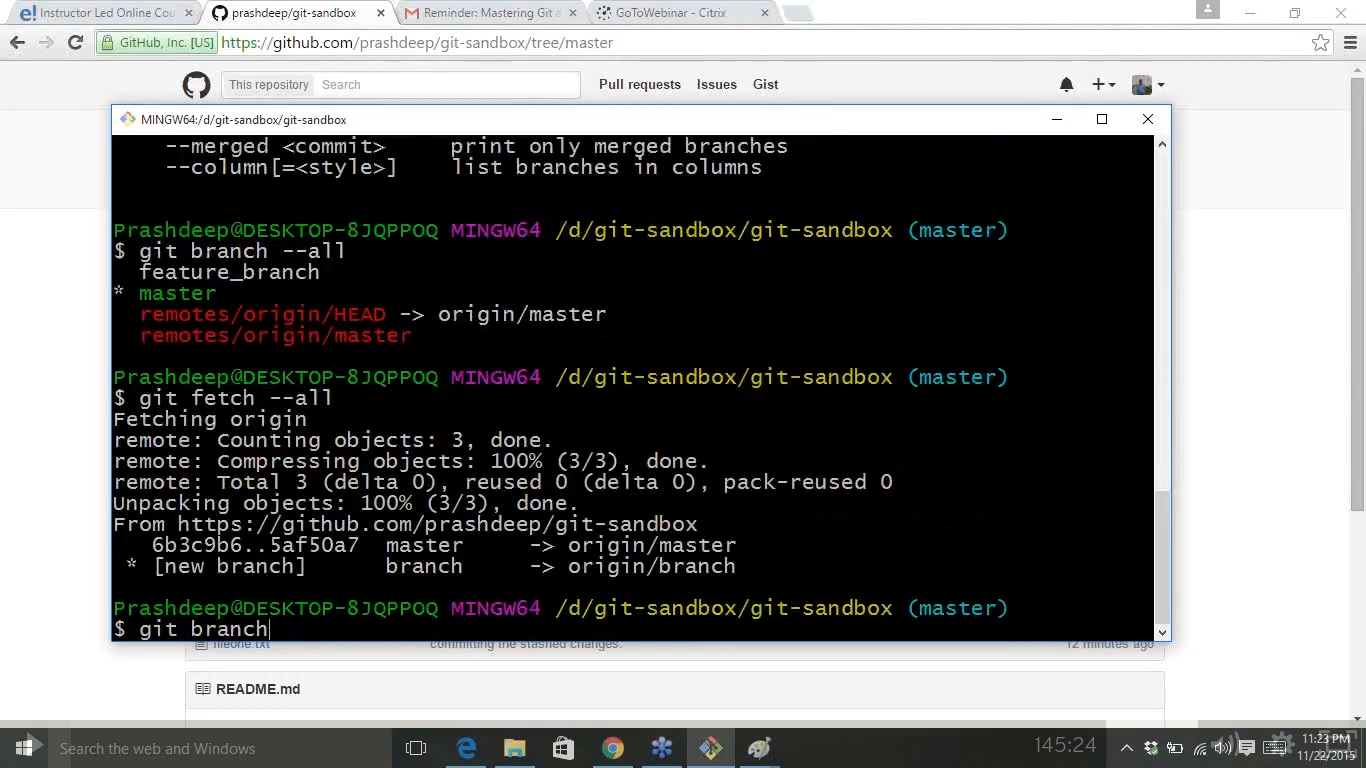 Instructor Led Online Cou
prashdeep/git-sandbox
Reminder: Mastering Git a
GoToWebinar - Citrix
GitHub, Inc. [US] https://github.com/prashdeep/git-sandbox/tree/master
This repository Search Pull requests Issues Gist
MINGW64:/d/git-sandbox/git-sandbox
--merged <commit> print only merged branches
--column[=<style>] list branches in columns
Prashdeep@DESKTOP-8JQPPOQ MINGW64 /d/git-sandbox/git-sandbox (master)
$ git branch --all
feature_branch
* master
remotes/origin/HEAD -> origin/master
remotes/origin/master
Prashdeep@DESKTOP-8JQPPOQ MINGW64 /d/git-sandbox/git-sandbox (master)
$ git fetch --all
Fetching origin
remote: Counting objects: 3, done.
remote: Compressing objects: 100% (3/3), done.
remote: Total 3 (delta 0), reused 0 (delta 0), pack-reused 0
Unpacking objects: 100% (3/3), done.
From https://github.com/prashdeep/git-sandbox
6b3c9b6..5af50a7 master -> origin/master
* [new branch] branch -> origin/branch
Prashdeep@DESKTOP-8JQPPOQ MINGW64 /d/git-sandbox/git-sandbox (master)
$ git branch
fileone.txt committing the stashed changes. 12 minutes ago
README.md
Search the web and Windows
145:24
11:23 PM
11/22/2015